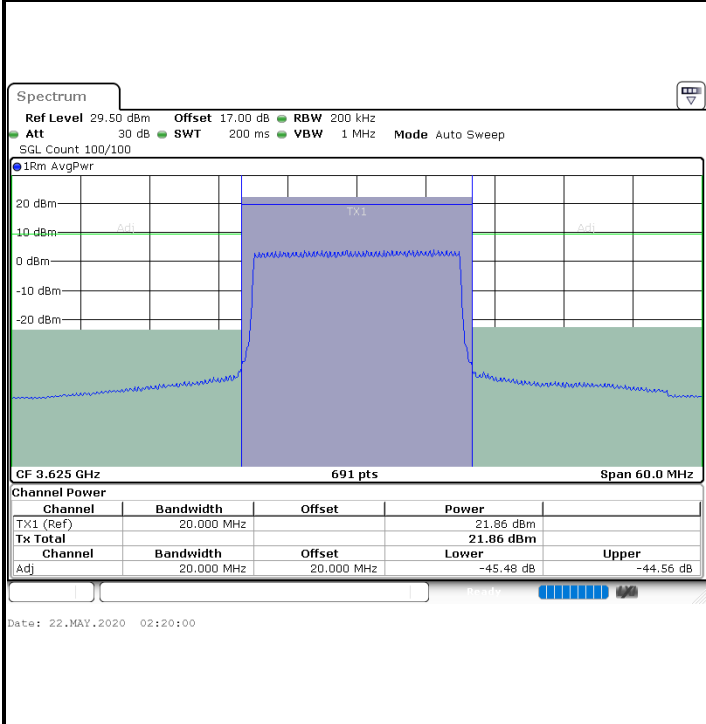 Spectrum
Ref Level 29.50 dBm Offset 17.00 dB RBW 200 kHz
Att 30 dB SWT 200 ms VBW 1 MHz Mode Auto Sweep
SGL Count 100/100
1Rm AvgPwr
20 dBm
TX1
Adj Adj
10 dBm
0 dBm
-10 dBm
-20 dBm
CF 3.625 GHz 691 pts Span 60.0 MHz
Channel Power
Channel Bandwidth Offset Power
TX1 (Ref) 20.000 MHz 21.86 dBm
Tx Total 21.86 dBm
Channel Bandwidth Offset Lower Upper
Adj 20.000 MHz 20.000 MHz -45.48 dB -44.56 dB
Ready
Date: 22.MAY.2020 02:20:00